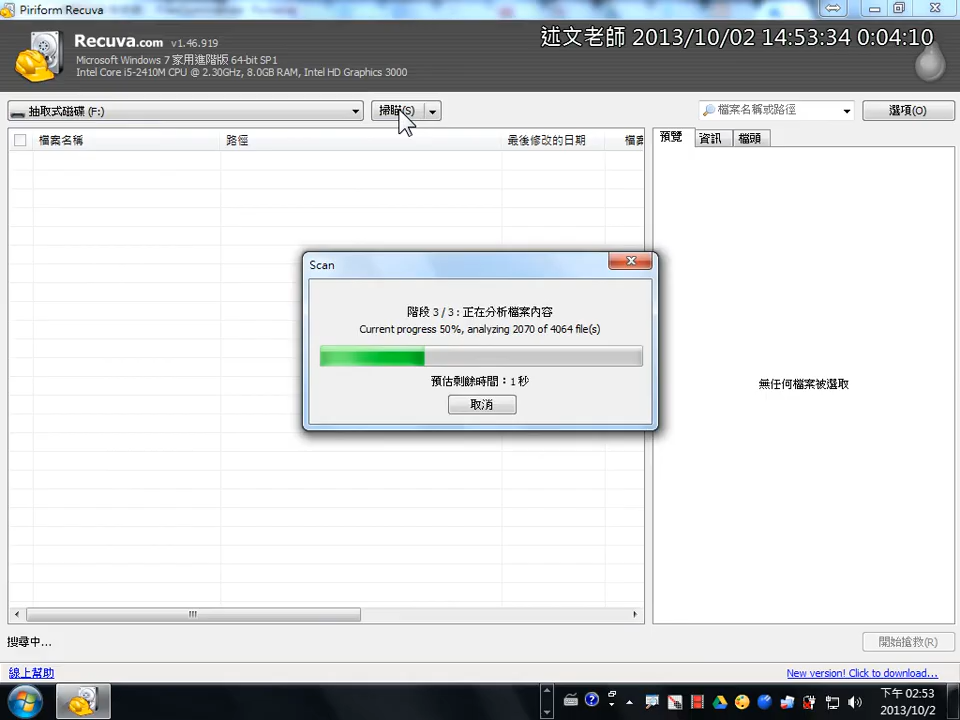 Piriform Recuva
Recuva.com v1.46.919
Microsoft Windows 7 家用進階版 64-bit SP1
Intel Core i5-2410M CPU @ 2.30GHz, 8.0GB RAM, Intel HD Graphics 3000
述文老師 2013/10/02 14:53:34 0:04:10
抽取式磁碟 (F:)
掃瞄(S)
檔案名稱或路徑
選項(O)
檔案名稱
路徑
最後修改的日期
檔案
預覽
資訊
檔頭
Scan
階段 3 / 3 : 正在分析檔案內容
Current progress 50%, analyzing 2070 of 4064 file(s)
預估剩餘時間：1 秒
取消
無任何檔案被選取
搜尋中...
開始搶救(R)
線上幫助
New version! Click to download...
下午 02:53
2013/10/2